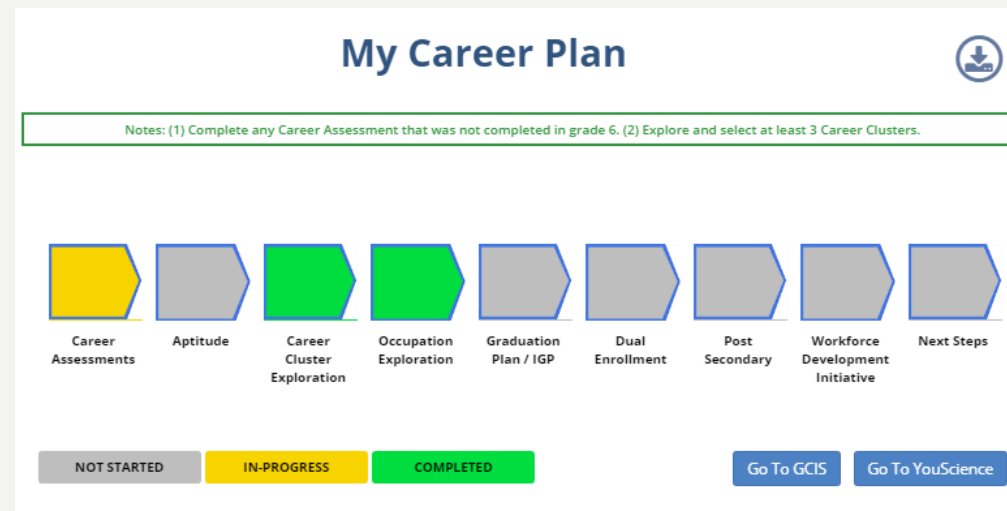 My Career Plan
Notes: (1) Complete any Career Assessment that was not completed in grade 6. (2) Explore and select at least 3 Career Clusters.
Career
Assessments
Aptitude
Career
Cluster
Exploration
Occupation
Exploration
Graduation
Plan / IGP
Dual
Enrollment
Post
Secondary
Workforce
Development
Initiative
Next Steps
NOT STARTED
IN-PROGRESS
COMPLETED
Go To GCIS
Go To YouScience